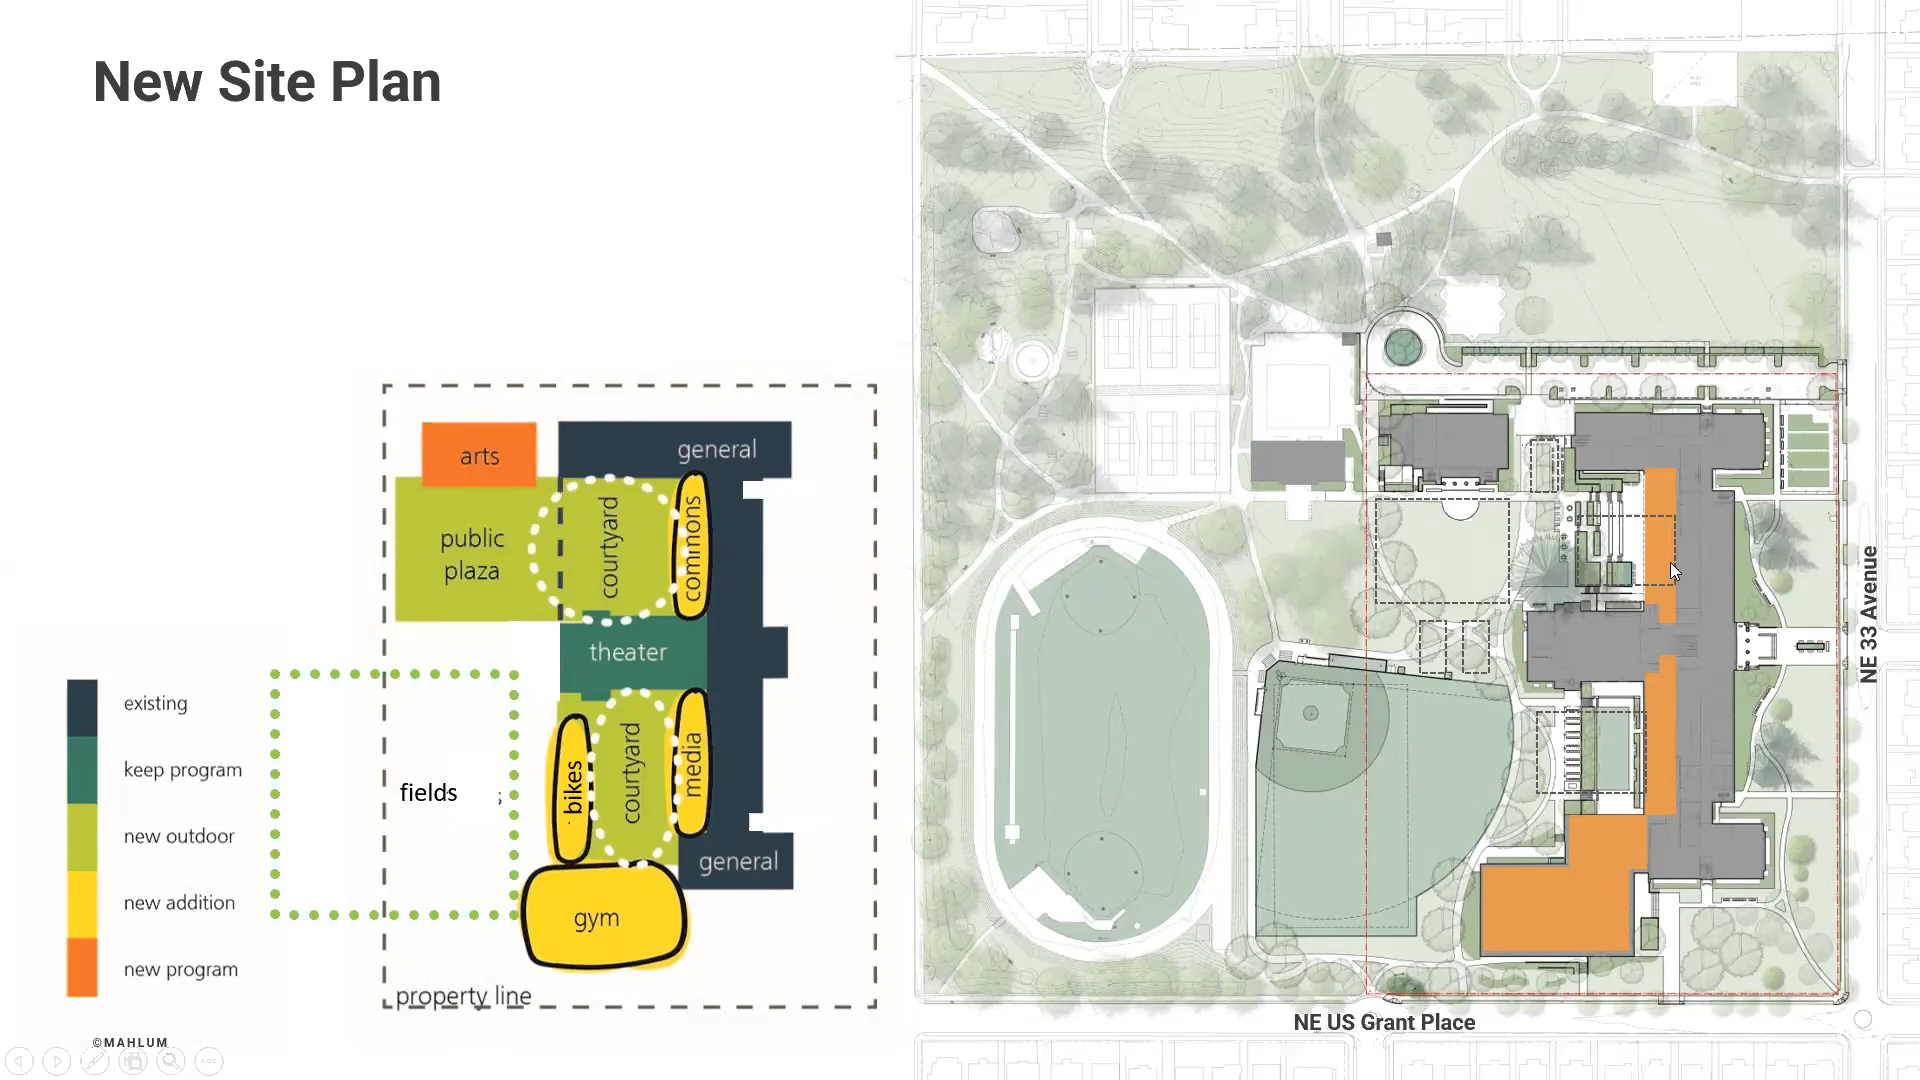 New Site Plan
arts
general
public
plaza
courtyard
commons
theater
bikes
courtyard
media
fields
general
gym
property line
existing
keep program
new outdoor
new addition
new program
©MAHLUM
NE 33 Avenue
NE US Grant Place